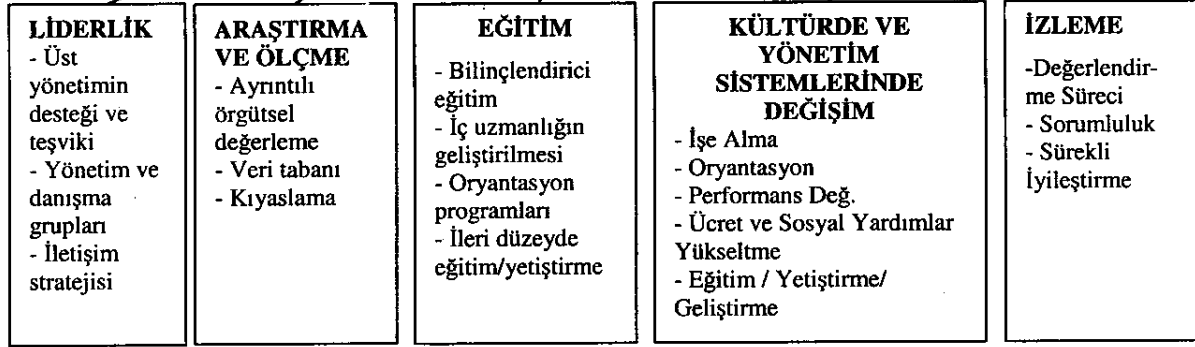 LİDERLİK
- Üst
yönetimin
desteği ve
teşviki
- Yönetim ve
danışma
grupları
- İletişim
stratejisi
ARAŞTIRMA
VE ÖLÇME
- Ayrıntılı
örgütsel
değerleme
- Veri tabanı
- Kıyaslama
EĞİTİM
- Bilinçlendirici
eğitim
- İç uzmanlığın
geliştirilmesi
- Oryantasyon
programları
- İleri düzeyde
eğitim/yetiştirme
KÜLTÜRDE VE
YÖNETİM
SİSTEMLERİNDE
DEĞİŞİM
- İşe Alma
- Oryantasyon
- Performans Değ.
- Ücret ve Sosyal Yardımlar
Yükseltme
- Eğitim / Yetiştirme/
Geliştirme
İZLEME
-Değerlendir-
me Süreci
- Sorumluluk
- Sürekli
İyileştirme